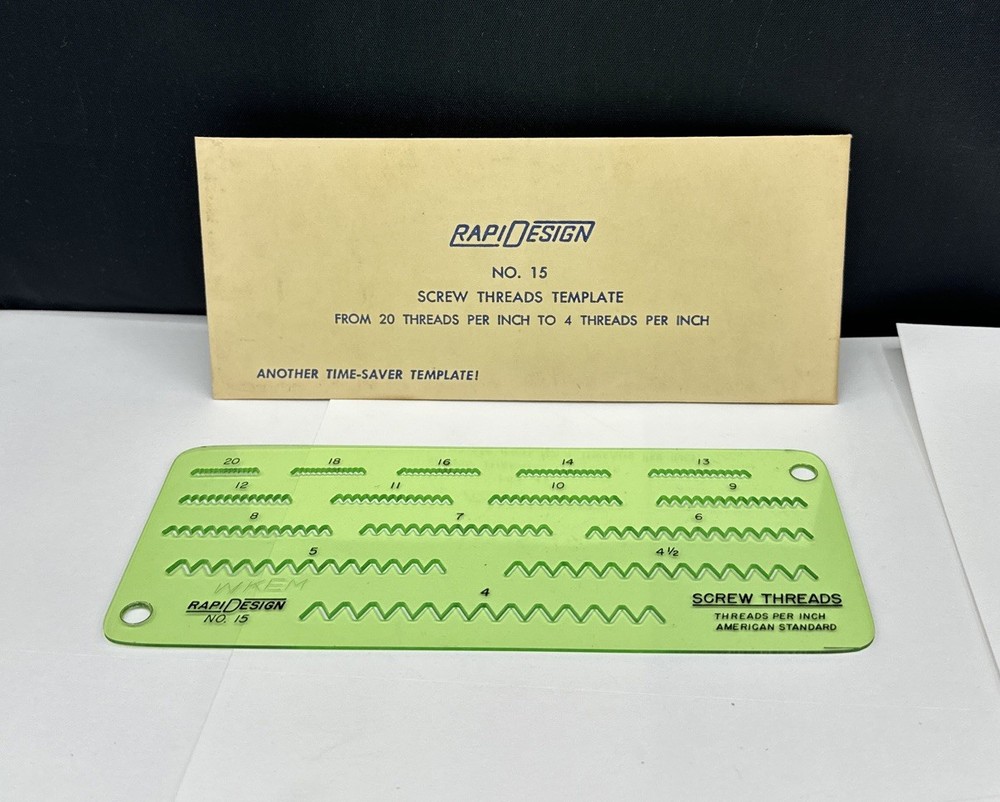 RAPIDESIGN
NO. 15
SCREW THREADS TEMPLATE
FROM 20 THREADS PER INCH TO 4 THREADS PER INCH
ANOTHER TIME-SAVER TEMPLATE!
20 18 16 14 13
12 11 10 9
8 7 6
5 4 1/2
WKEM
4
RAPIDESIGN
NO. 15
SCREW THREADS
THREADS PER INCH
AMERICAN STANDARD